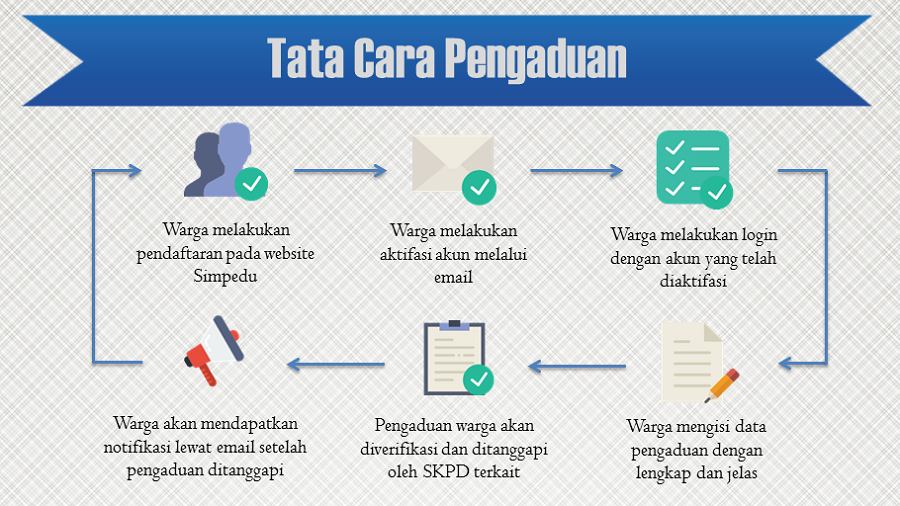 Tata Cara Pengaduan
Warga melakukan
pendaftaran pada website
Simpedu
Warga melakukan
aktifasi akun melalui
email
Warga melakukan login
dengan akun yang telah
diaktifasi
Warga mengisi data
pengaduan dengan
lengkap dan jelas
Pengaduan warga akan
diverifikasi dan ditanggapi
oleh SKPD terkait
Warga akan mendapatkan
notifikasi lewat email setelah
pengaduan ditanggapi